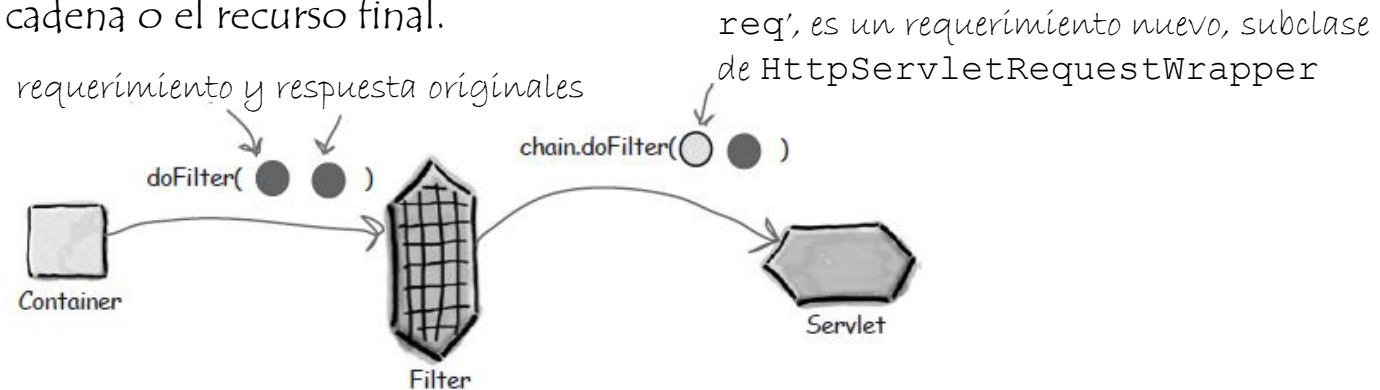 cadena o el recurso final.
req’, es un requerimiento nuevo, subclase
de HttpServletRequestWrapper
requerimiento y respuesta originales
chain.doFilter( )
doFilter( )
Container
Servlet
Filter